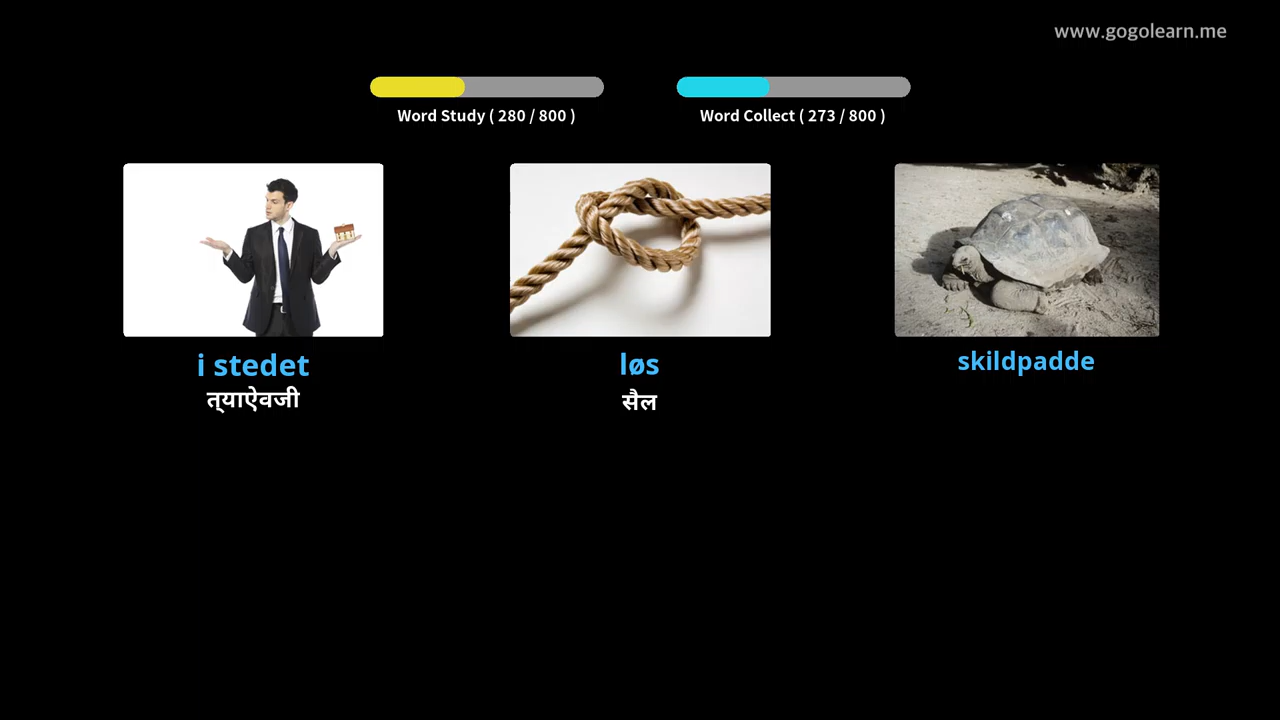 www.gogolearn.me
Word Study ( 280 / 800 )
Word Collect ( 273 / 800 )
i stedet
त्याऐवजी
løs
सैल
skildpadde